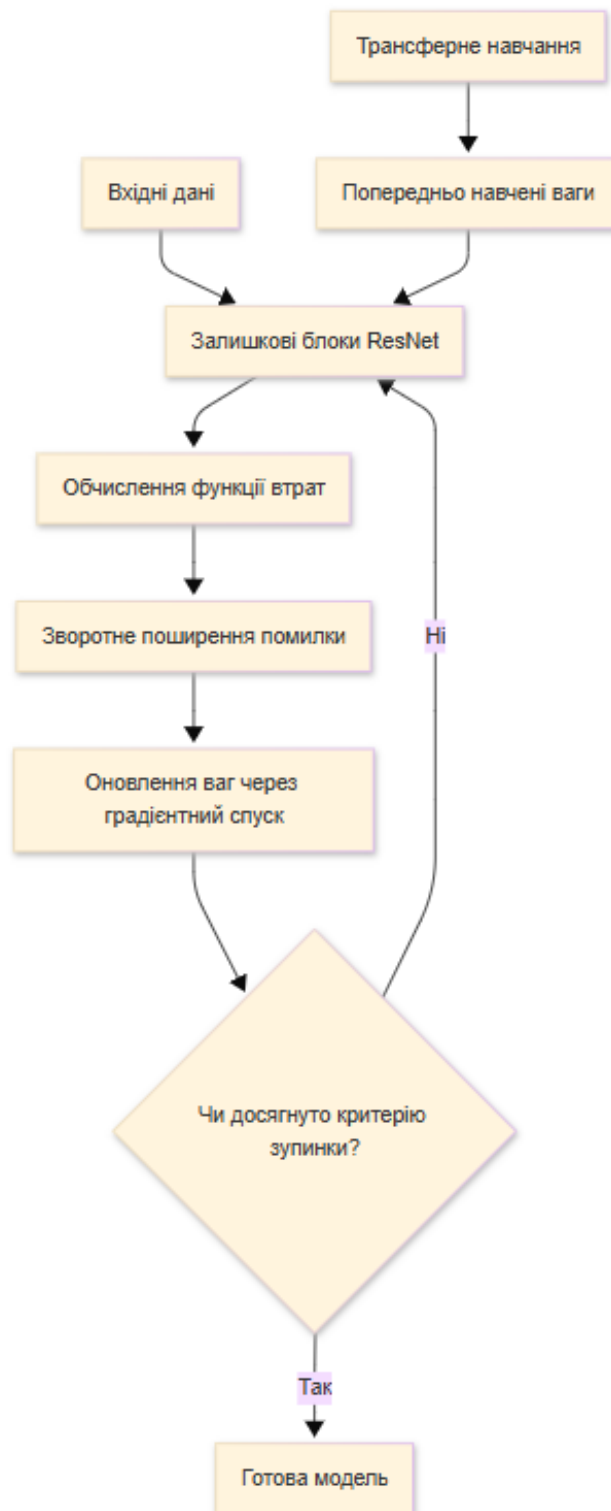 Трансферне навчання
Вхідні дані
Попередньо навчені ваги
Залишкові блоки ResNet
Обчислення функції втрат
Зворотне поширення помилки
Ні
Оновлення ваг через
градієнтний спуск
Чи досягнуто критерію
зупинки?
Так
Готова модель